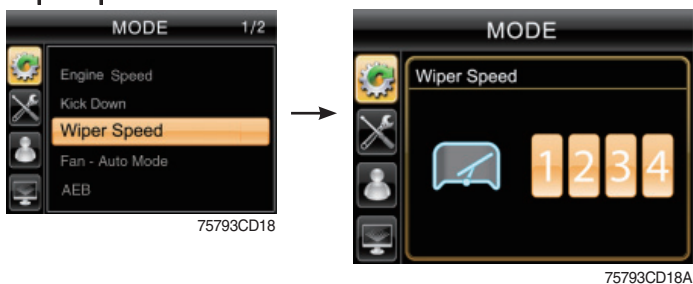 MODE 1/2
Engine Speed
Kick Down
Wiper Speed
Fan - Auto Mode
AEB
75793CD18
MODE
Wiper Speed
1 2 3 4
75793CD18A